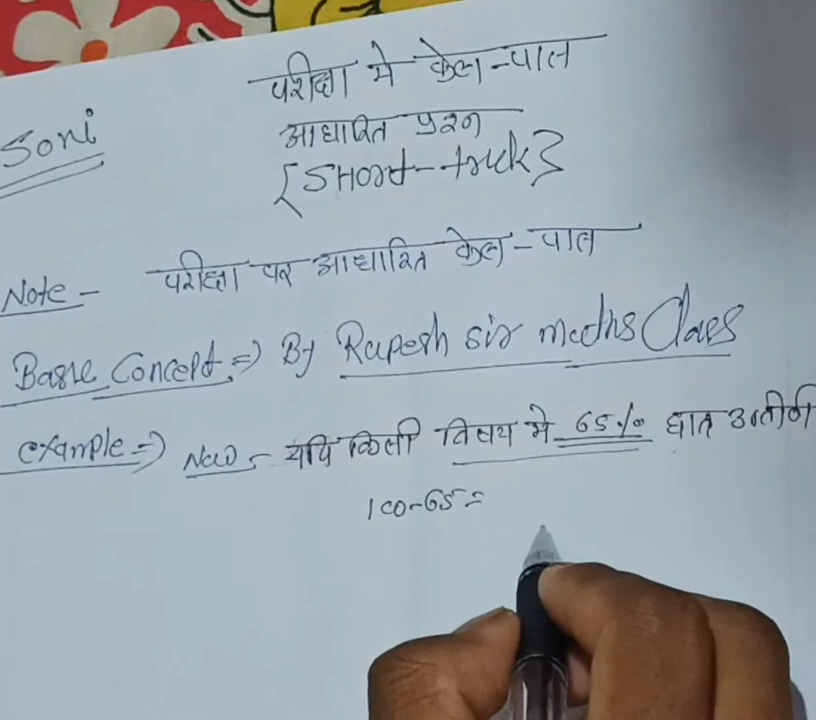 परीक्षा मे फेल-पास
आधारित प्रश्न
Soni
{SHort-trick}
Note- परीक्षा पर आधारित फेल-पास
Basic Concept.=> By Rupesh sir maths Class
example=> New- यदि किसी विषय मे 65% छात्र उत्तीर्ण
100-65=